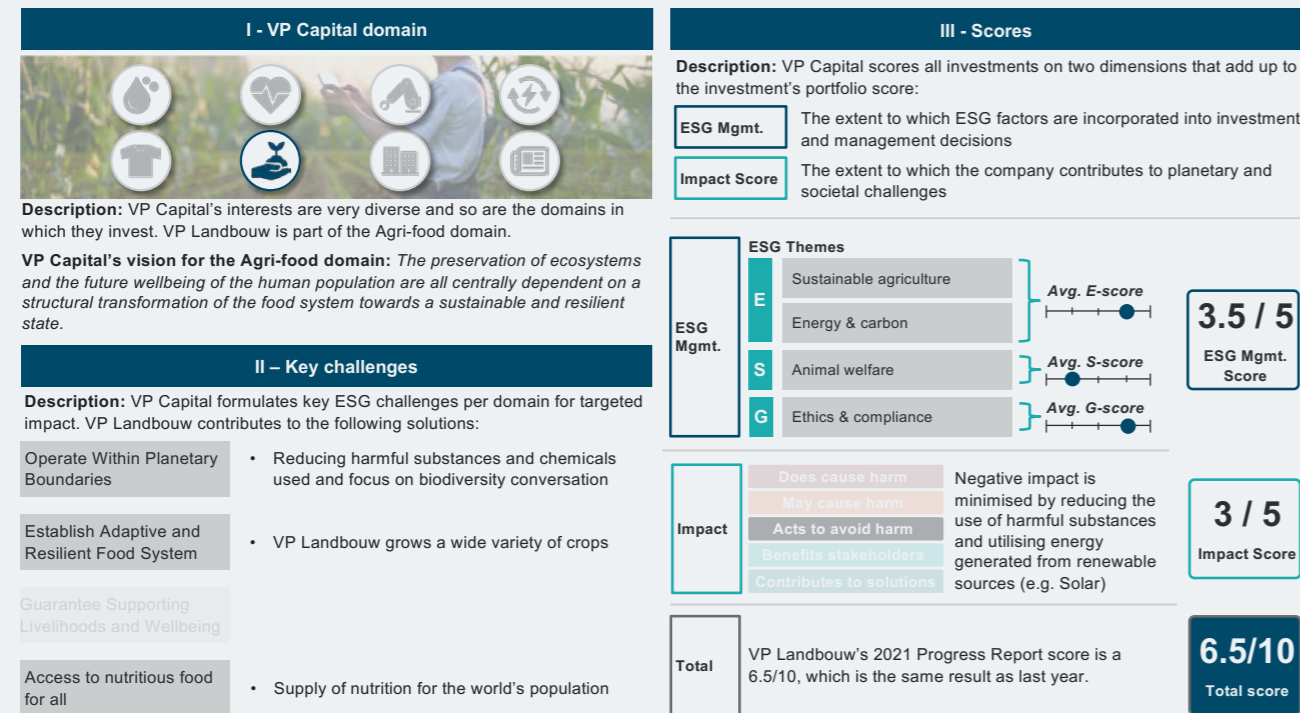 I - VP Capital domain
Description: VP Capital's interests are very diverse and so are the domains in
which they invest. VP Landbouw is part of the Agri-food domain.
VP Capital's vision for the Agri-food domain: The preservation of ecosystems
and the future wellbeing of the human population are all centrally dependent on a
structural transformation of the food system towards a sustainable and resilient
state.
II – Key challenges
Description: VP Capital formulates key ESG challenges per domain for targeted
impact. VP Landbouw contributes to the following solutions:
Operate Within Planetary
Boundaries
• Reducing harmful substances and chemicals
used and focus on biodiversity conversation
Establish Adaptive and
Resilient Food System
• VP Landbouw grows a wide variety of crops
Guarantee Supporting
Livelihoods and Wellbeing
Access to nutritious food
for all
• Supply of nutrition for the world's population
III - Scores
Description: VP Capital scores all investments on two dimensions that add up to
the investment's portfolio score:
ESG Mgmt.
The extent to which ESG factors are incorporated into investment
and management decisions
Impact Score
The extent to which the company contributes to planetary and
societal challenges
ESG
Mgmt.
ESG Themes
E
Sustainable agriculture
Energy & carbon
Avg. E-score
S
Animal welfare
Avg. S-score
G
Ethics & compliance
Avg. G-score
3.5 / 5
ESG Mgmt.
Score
Impact
Does cause harm
May cause harm
Acts to avoid harm
Benefits stakeholders
Contributes to solutions
Negative impact is
minimised by reducing the
use of harmful substances
and utilising energy
generated from renewable
sources (e.g. Solar)
3 / 5
Impact Score
Total
VP Landbouw's 2021 Progress Report score is a
6.5/10, which is the same result as last year.
6.5/10
Total score